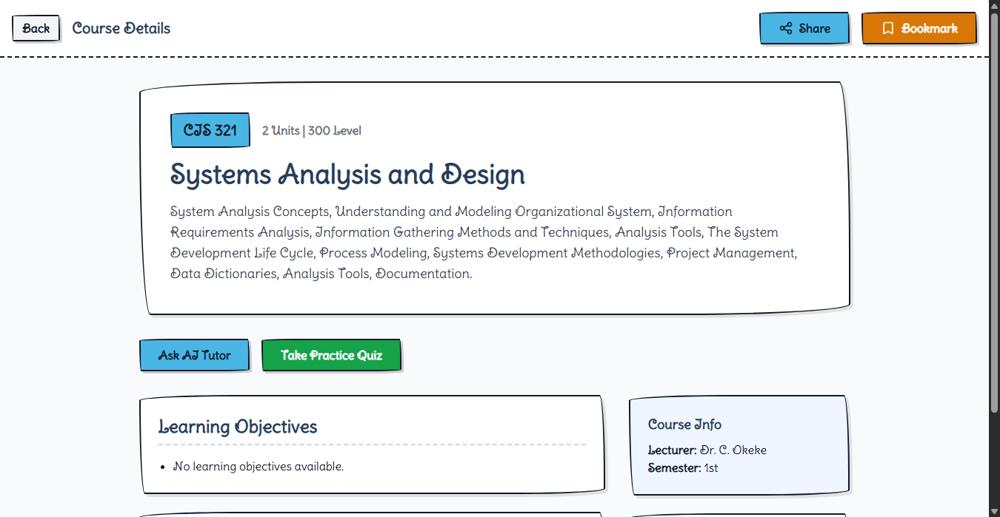 Back
Course Details
Share
Bookmark
CIS 321
2 Units | 300 Level
Systems Analysis and Design
System Analysis Concepts, Understanding and Modeling Organizational System, Information
Requirements Analysis, Information Gathering Methods and Techniques, Analysis Tools, The System
Development Life Cycle, Process Modeling, Systems Development Methodologies, Project Management,
Data Dictionaries, Analysis Tools, Documentation.
Ask AI Tutor
Take Practice Quiz
Learning Objectives
• No learning objectives available.
Course Info
Lecturer: Dr. C. Okeke
Semester: 1st